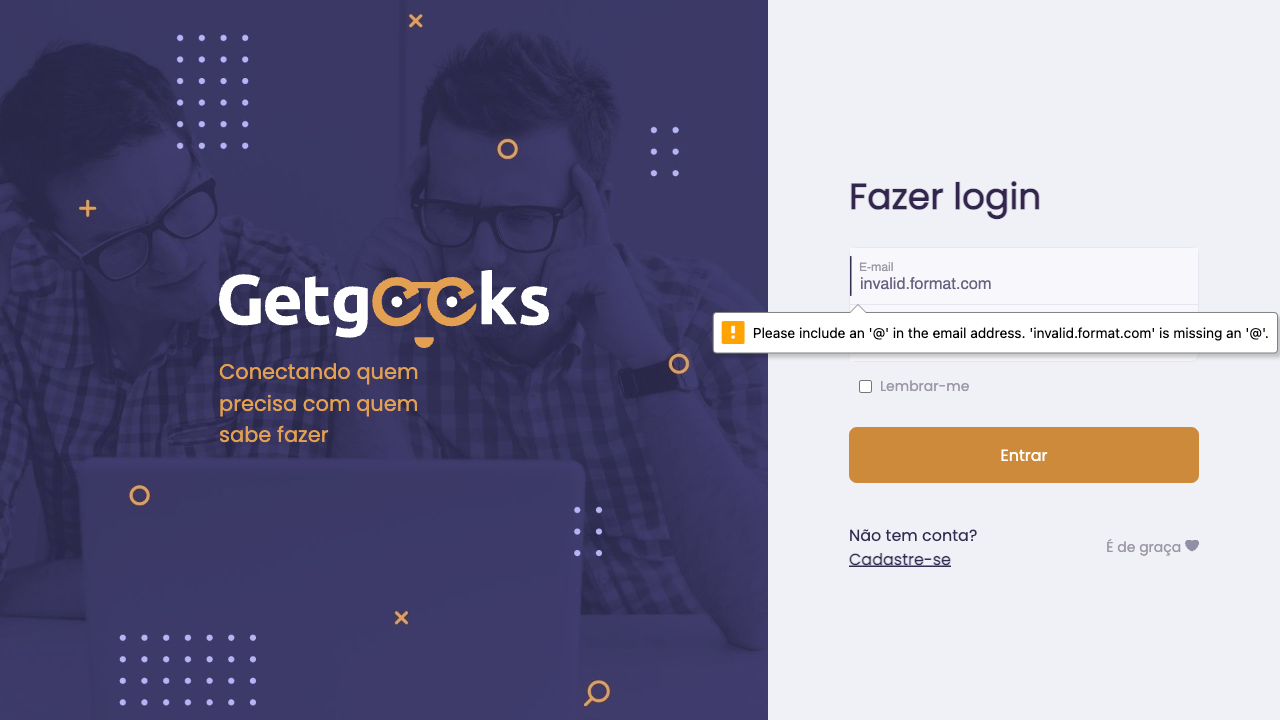 Getgeeks
Conectando quem
precisa com quem
sabe fazer
Fazer login
E-mail
invalid.format.com
Please include an '@' in the email address. 'invalid.format.com' is missing an '@'.
Lembrar-me
Entrar
Não tem conta?
Cadastre-se
É de graça